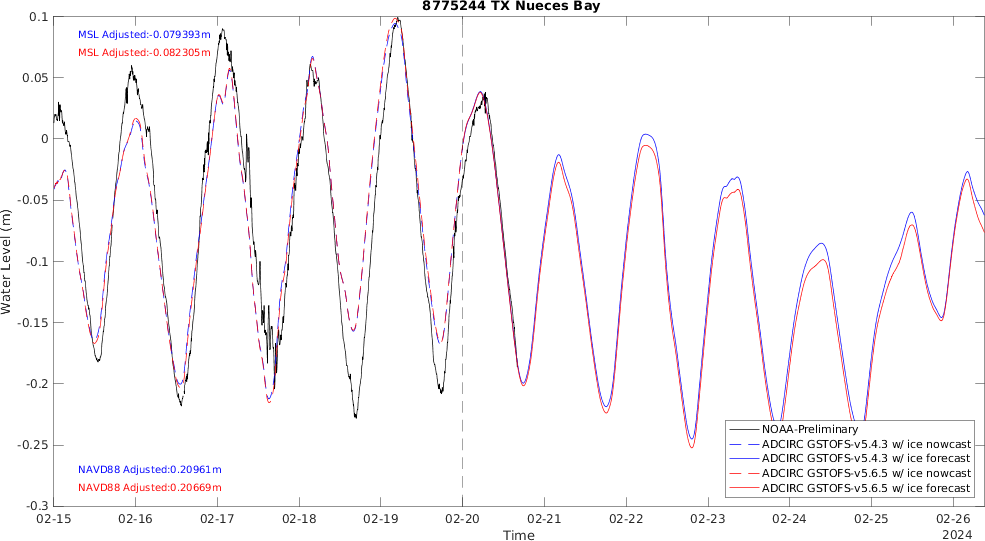 8775244 TX Nueces Bay
MSL Adjusted:-0.079393m
MSL Adjusted:-0.082305m
0.1
0.05
0
-0.05
-0.1
-0.15
-0.2
-0.25
-0.3
Water Level (m)
NAVD88 Adjusted:0.20961m
NAVD88 Adjusted:0.20669m
NOAA-Preliminary
ADCIRC GSTOFS-v5.4.3 w/ ice nowcast
ADCIRC GSTOFS-v5.4.3 w/ ice forecast
ADCIRC GSTOFS-v5.6.5 w/ ice nowcast
ADCIRC GSTOFS-v5.6.5 w/ ice forecast
02-15 02-16 02-17 02-18 02-19 02-20 02-21 02-22 02-23 02-24 02-25 02-26
Time
2024